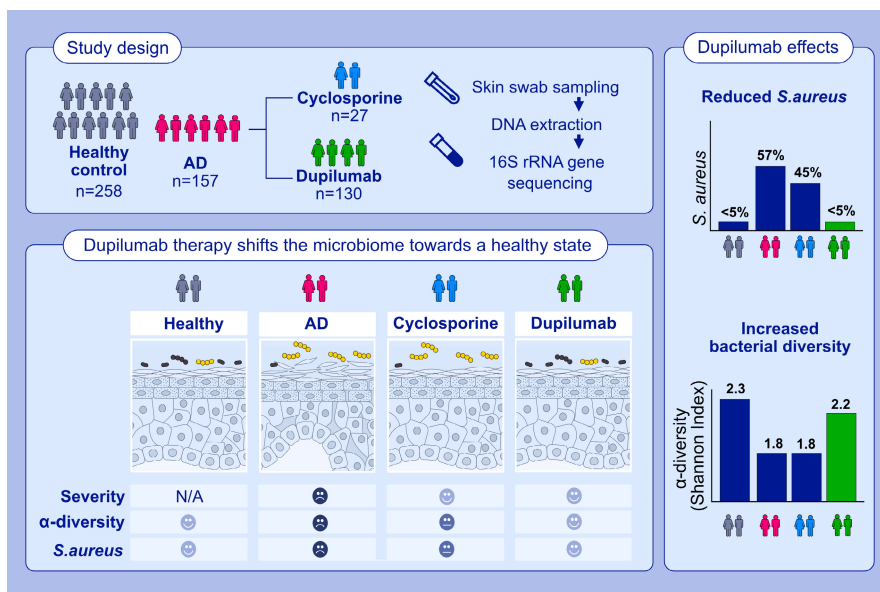 Study design
Healthy
control
n=258
AD
n=157
Cyclosporine
n=27
Dupilumab
n=130
Skin swab sampling
DNA extraction
16S rRNA gene
sequencing
Dupilumab therapy shifts the microbiome towards a healthy state
Healthy
AD
Cyclosporine
Dupilumab
Severity
N/A
α-diversity
S.aureus
Dupilumab effects
Reduced S.aureus
S. aureus
<5%
57%
45%
<5%
Increased
bacterial diversity
α-diversity
(Shannon Index)
2.3
1.8
1.8
2.2